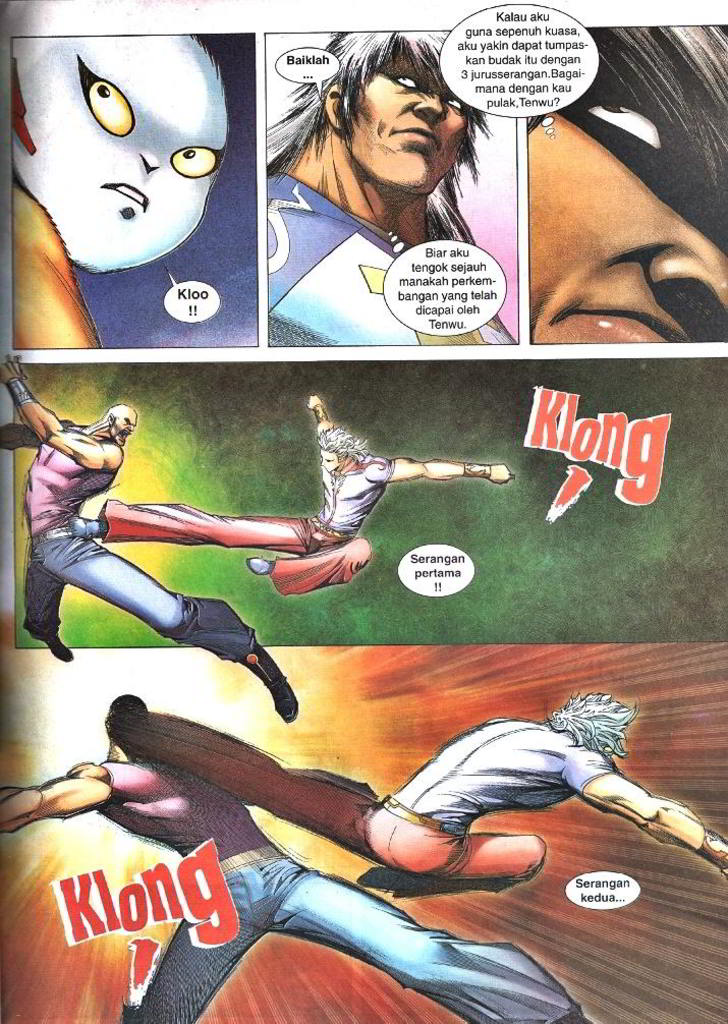 Kloo
!!
Baiklah
...
Biar aku
tengok sejauh
manakah perkem-
bangan yang telah
dicapai oleh
Tenwu.
Kalau aku
guna sepenuh kuasa,
aku yakin dapat tumpas-
kan budak itu dengan
3 jurusserangan.Bagai-
mana dengan kau
pulak,Tenwu?
Klong
!
Serangan
pertama
!!
Klong
!
Serangan
kedua...